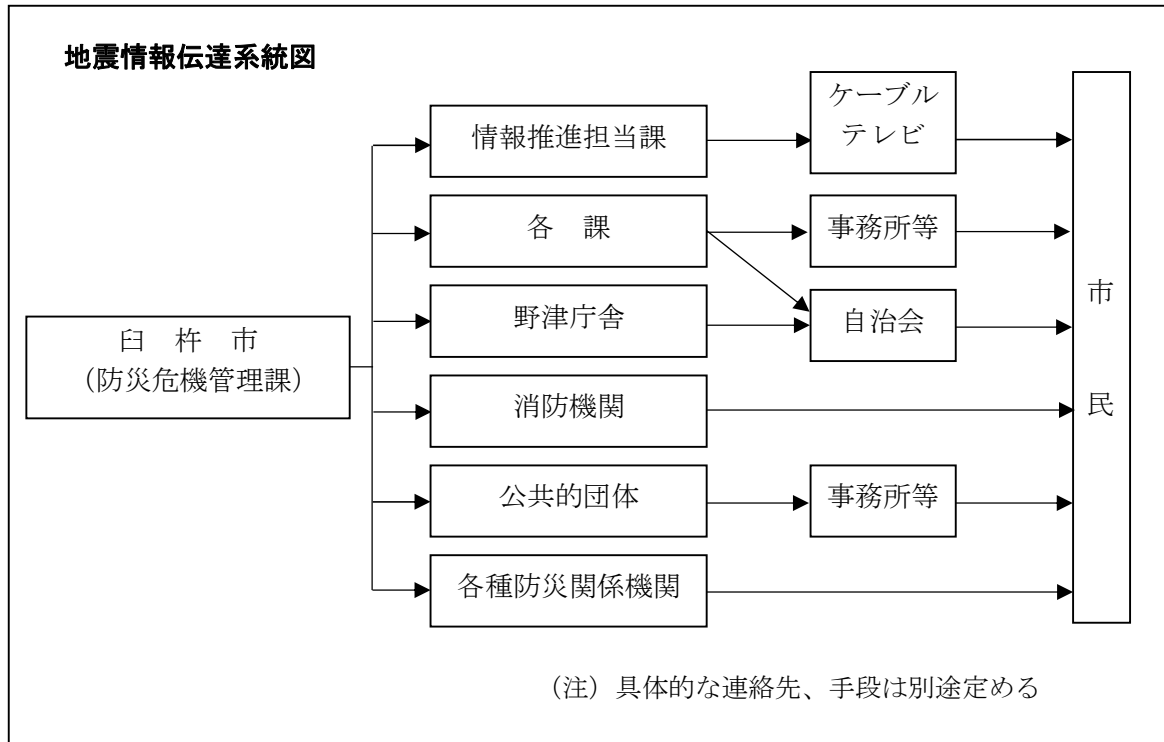 地震情報伝達系統図
情報推進担当課
ケーブル
テレビ
各　課
事務所等
野津庁舎
自治会
臼　杵　市
（防災危機管理課）
消防機関
公共的団体
事務所等
各種防災関係機関
市
民
（注）具体的な連絡先、手段は別途定める